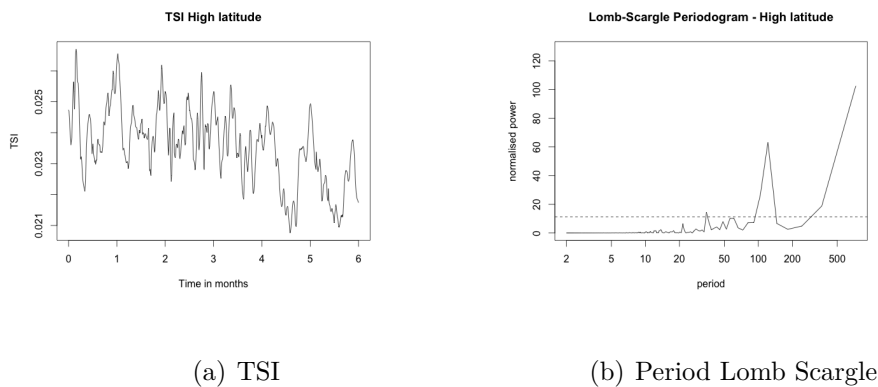 TSI High latitude
TSI
0.021 0.023 0.025
0 1 2 3 4 5 6
Time in months
Lomb-Scargle Periodogram - High latitude
normalised power
0 20 40 60 80 100 120
2 5 10 20 50 100 200 500
period
(a) TSI
(b) Period Lomb Scargle